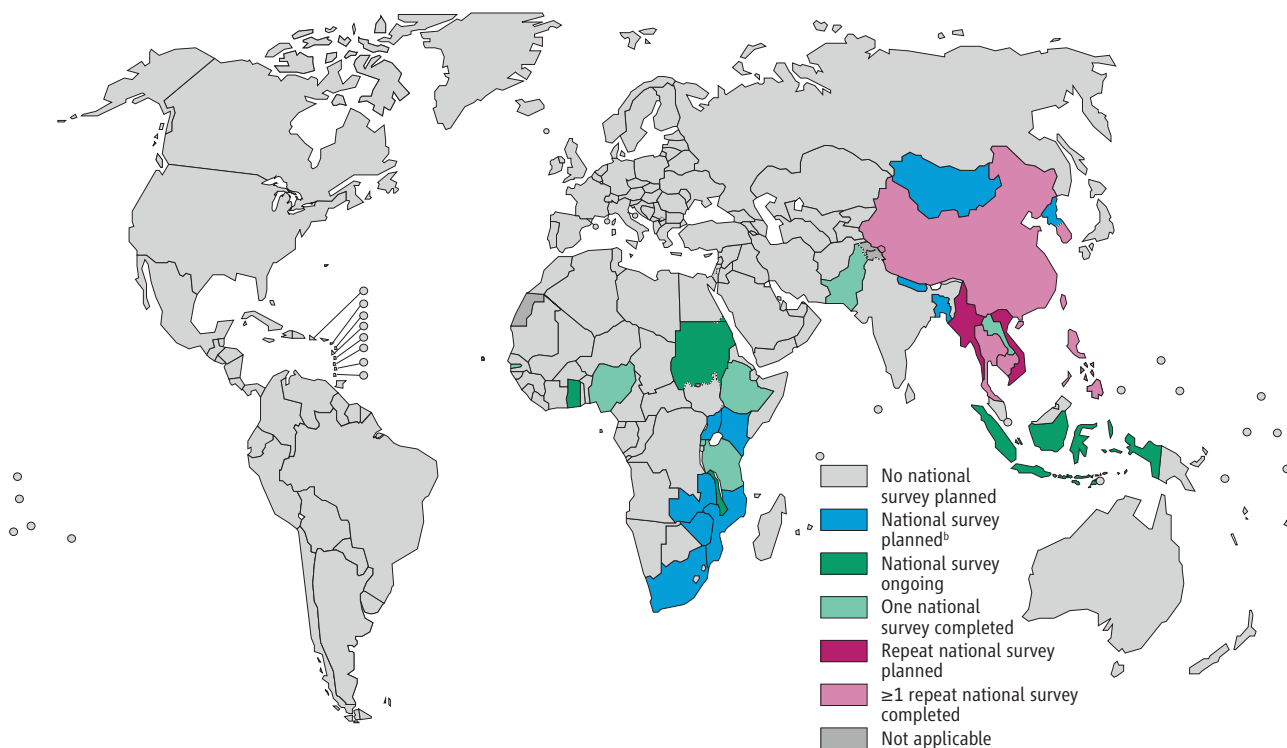 No national
survey planned
National survey
plannedᵇ
National survey
ongoing
One national
survey completed
Repeat national survey
planned
≥1 repeat national survey
completed
Not applicable